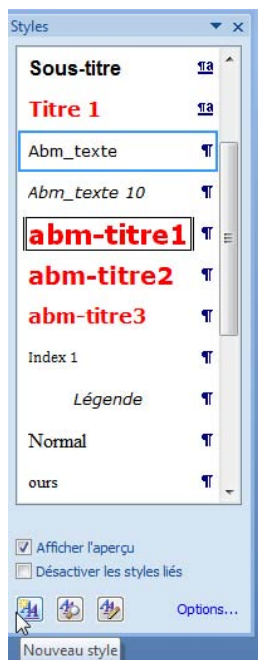 Styles
Sous-titre
Titre 1
Abm_texte
Abm_texte 10
abm-titre1
abm-titre2
abm-titre3
Index 1
Légende
Normal
ours
Afficher l'aperçu
Désactiver les styles liés
Options...
Nouveau style